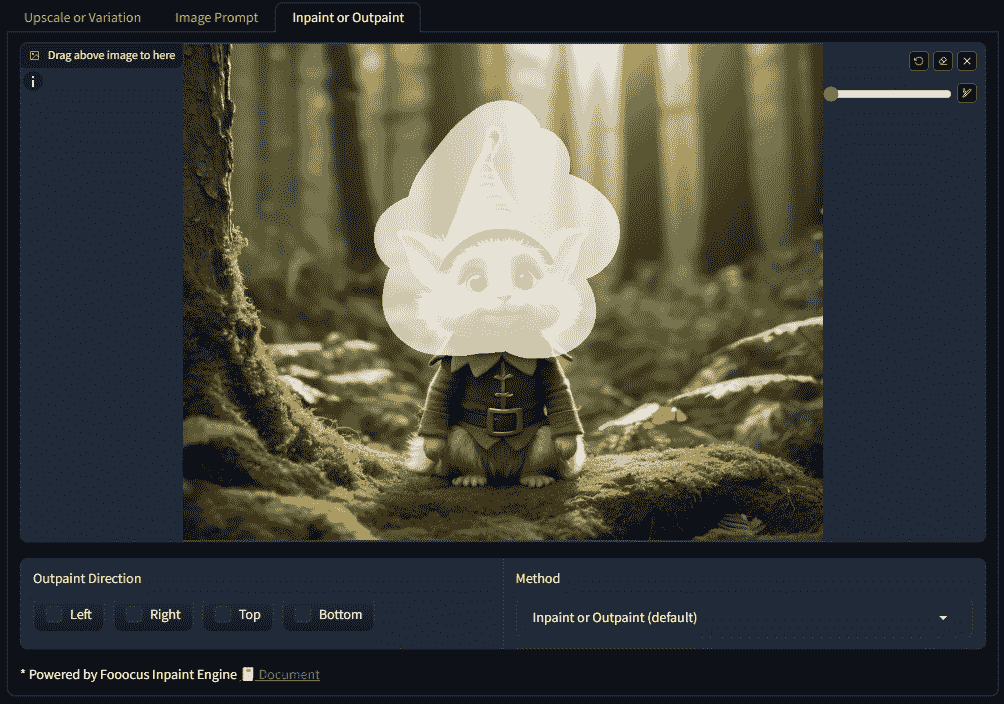 Upscale or Variation
Image Prompt
Inpaint or Outpaint
Drag above image to here
i
Outpaint Direction
Left
Right
Top
Bottom
Method
Inpaint or Outpaint (default)
* Powered by Fooocus Inpaint Engine 📔 Document